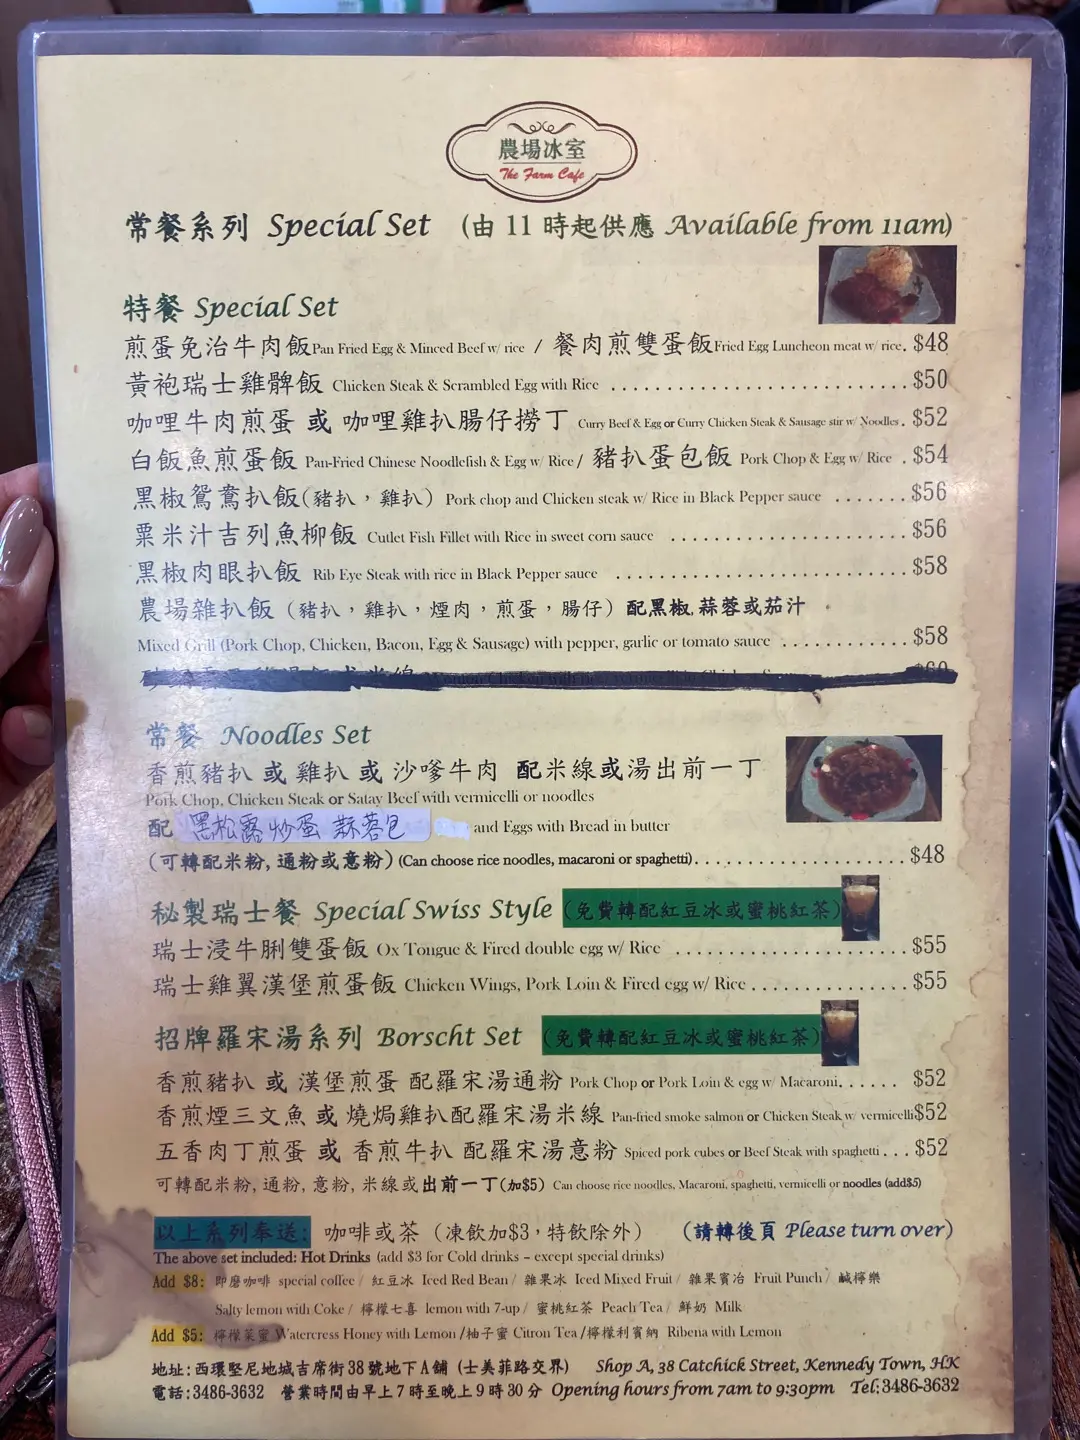 農場冰室
The Farm Cafe
常餐系列 Special Set (由 11 時起供應 Available from 11am)
特餐 Special Set
煎蛋免治牛肉飯Pan Fried Egg & Minced Beef w/ rice / 餐肉煎雙蛋飯Fried Egg Luncheon meat w/ rice. $48
黃袍瑞士雞髀飯 Chicken Steak & Scrambled Egg with Rice ........................ $50
咖哩牛肉煎蛋 或 咖哩雞扒腸仔撈丁 Curry Beef & Egg or Curry Chicken Steak & Sausage stir w/ Noodles. $52
白飯魚煎蛋飯 Pan-Fried Chinese Noodlefish & Egg w/ Rice / 豬扒蛋包飯 Pork Chop & Egg w/ Rice . $54
黑椒鴛鴦扒飯(豬扒，雞扒) Pork chop and Chicken steak w/ Rice in Black Pepper sauce ....... $56
粟米汁吉列魚柳飯 Cutlet Fish Fillet with Rice in sweet corn sauce ................... $56
黑椒肉眼扒飯 Rib Eye Steak with rice in Black Pepper sauce ....................... $58
農場雜扒飯 (豬扒，雞扒，煙肉，煎蛋，腸仔) 配黑椒, 蒜蓉或茄汁
Mixed Grill (Pork Chop, Chicken, Bacon, Egg & Sausage) with pepper, garlic or tomato sauce ........... $58
常餐 Noodles Set
香煎豬扒 或 雞扒 或 沙嗲牛肉 配米線或湯出前一丁
Pork Chop, Chicken Steak or Satay Beef with vermicelli or noodles
配 黑松露炒蛋 蒜蓉包 and Eggs with Bread in butter
(可轉配米粉, 通粉或意粉) (Can choose rice noodles, macaroni or spaghetti)................. $48
秘製瑞士餐 Special Swiss Style (免費轉配紅豆冰或蜜桃紅茶)
瑞士浸牛脷雙蛋飯 Ox Tongue & Fired double egg w/ Rice ................... $55
瑞士雞翼漢堡煎蛋飯 Chicken Wings, Pork Loin & Fired egg w/ Rice ............. $55
招牌羅宋湯系列 Borscht Set (免費轉配紅豆冰或蜜桃紅茶)
香煎豬扒 或 漢堡煎蛋 配羅宋湯通粉 Pork Chop or Pork Loin & egg w/ Macaroni...... $52
香煎煙三文魚 或 燒焗雞扒配羅宋湯米線 Pan-fried smoke salmon or Chicken Steak w/ vermicelli$52
五香肉丁煎蛋 或 香煎牛扒 配羅宋湯意粉 Spiced pork cubes or Beef Steak with spaghetti ... $52
可轉配米粉, 通粉, 意粉, 米線或出前一丁(加$5) Can choose rice noodles, Macaroni, spaghetti, vermicelli or noodles (add$5)
以上系列奉送: 咖啡或茶 (凍飲加$3，特飲除外) (請轉後頁 Please turn over)
The above set included: Hot Drinks (add $3 for Cold drinks – except special drinks)
Add $8: 即磨咖啡 special coffee / 紅豆冰 Iced Red Bean / 雜果冰 Iced Mixed Fruit / 雜果賓冶 Fruit Punch / 鹹檸樂
Salty lemon with Coke / 檸檬七喜 lemon with 7-up / 蜜桃紅茶 Peach Tea / 鮮奶 Milk
Add $5: 檸檬菜蜜 Watercress Honey with Lemon /柚子蜜 Citron Tea /檸檬利賓納 Ribena with Lemon
地址:西環堅尼地城吉席街38號地下A舖 (士美菲路交界) Shop A, 38 Catchick Street, Kennedy Town, HK
電話:3486-3632 營業時間由早上7時至晚上9時30分 Opening hours from 7am to 9:30pm Tel:3486-3632